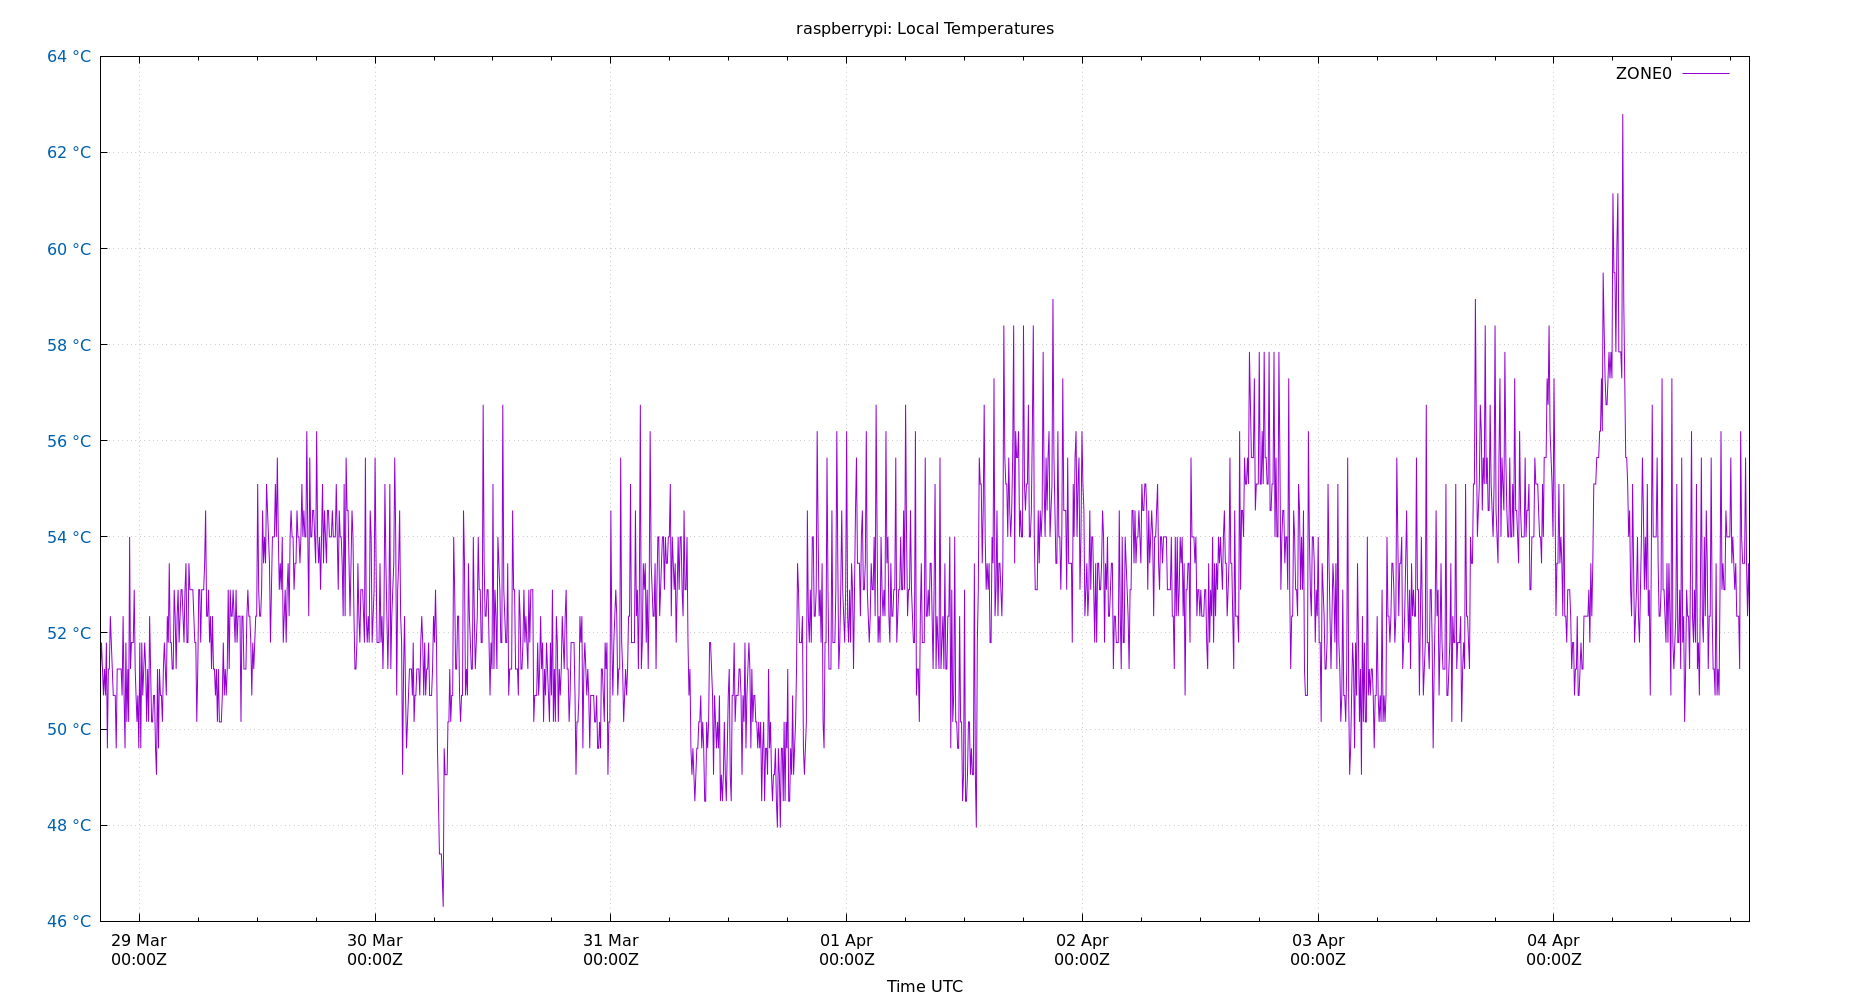 raspberrypi: Local Temperatures
64 °C
ZONE0
62 °C
60 °C
58 °C
56 °C
54 °C
52 °C
50 °C
48 °C
46 °C
29 Mar 30 Mar 31 Mar 01 Apr 02 Apr 03 Apr 04 Apr
00:00Z 00:00Z 00:00Z 00:00Z 00:00Z 00:00Z 00:00Z
Time UTC